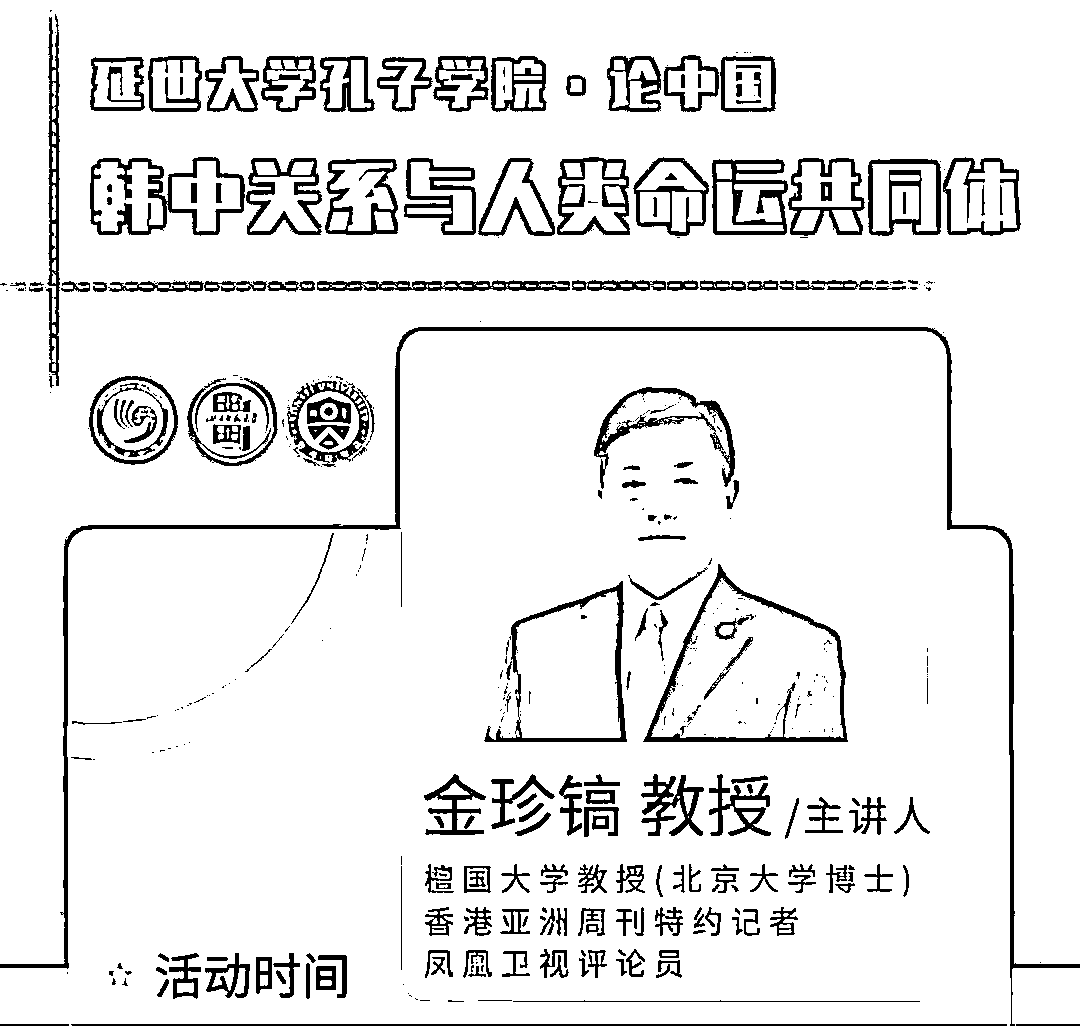 延世大学孔子学院·论中国
韩中关系与人类命运共同体
金珍镐 教授/主讲人
檀国大学教授(北京大学博士)
香港亚洲周刊特约记者
凤凰卫视评论员
☆ 活动时间